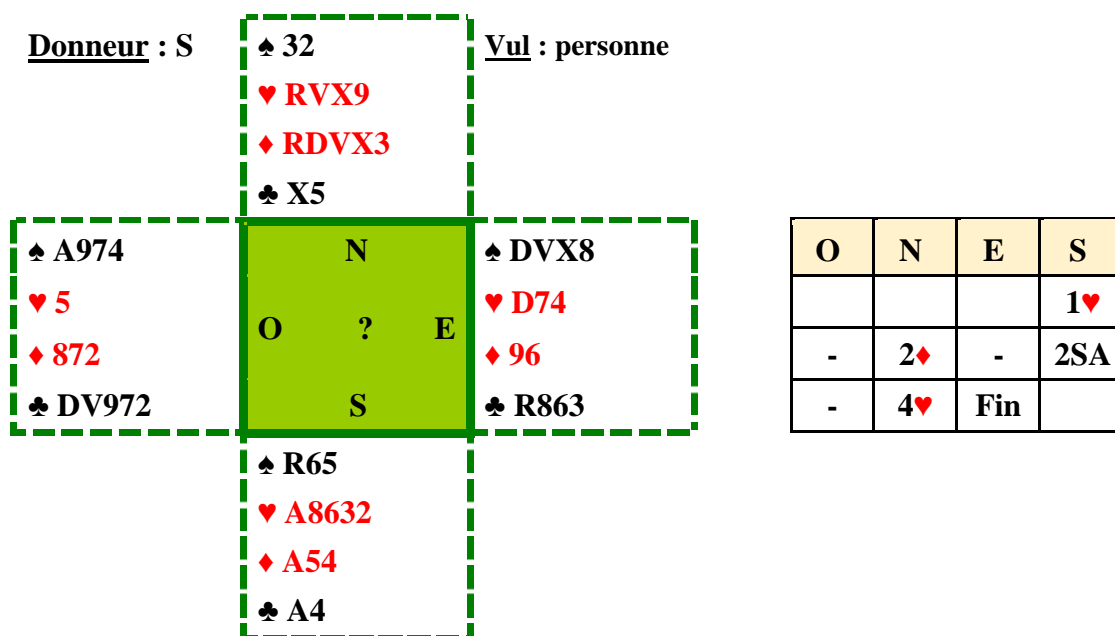 Donneur : S
♠ 32
Vul : personne
♥ RVX9
♦ RDVX3
♣ X5
♠ A974
N
♠ DVX8
♥ 5
O ? E
♥ D74
♦ 872
♦ 96
♣ DV972
S
♣ R863
O N E S
1♥
- 2♦ - 2SA
- 4♥ Fin
♠ R65
♥ A8632
♦ A54
♣ A4